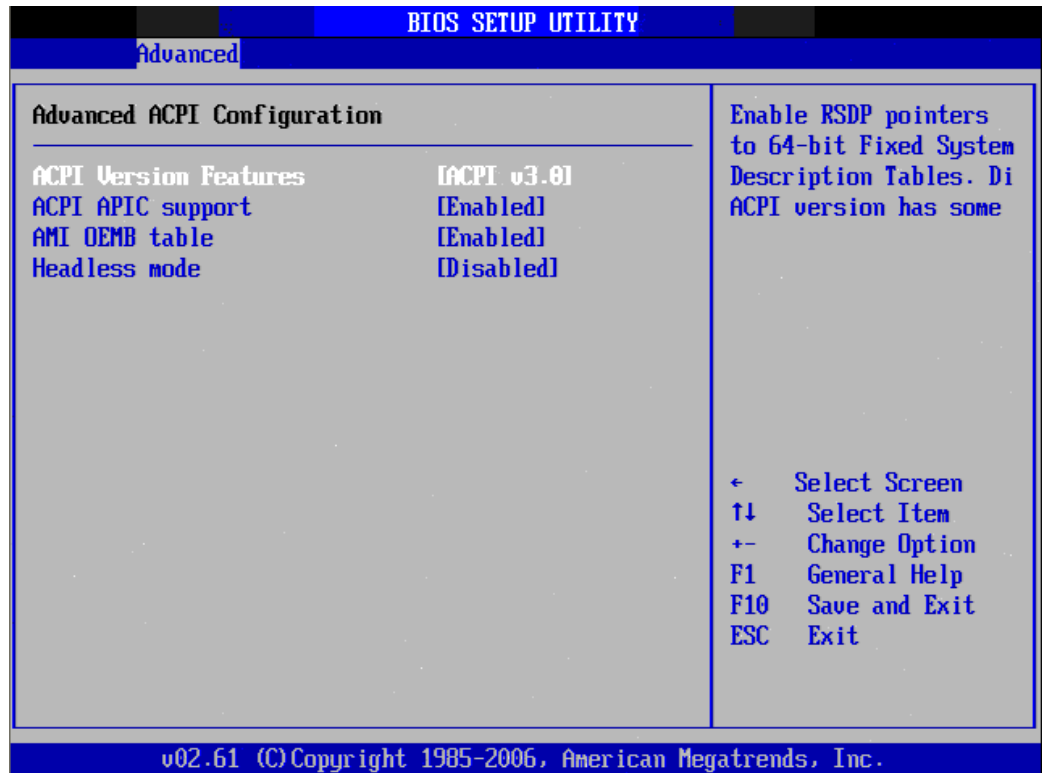 BIOS SETUP UTILITY
Advanced
Advanced ACPI Configuration
ACPI Version Features [ACPI v3.0]
ACPI APIC support [Enabled]
AMI OEMB table [Enabled]
Headless mode [Disabled]
Enable RSDP pointers
to 64-bit Fixed System
Description Tables. Di
ACPI version has some
← Select Screen
↑↓ Select Item
+- Change Option
F1 General Help
F10 Save and Exit
ESC Exit
v02.61 (C)Copyright 1985-2006, American Megatrends, Inc.